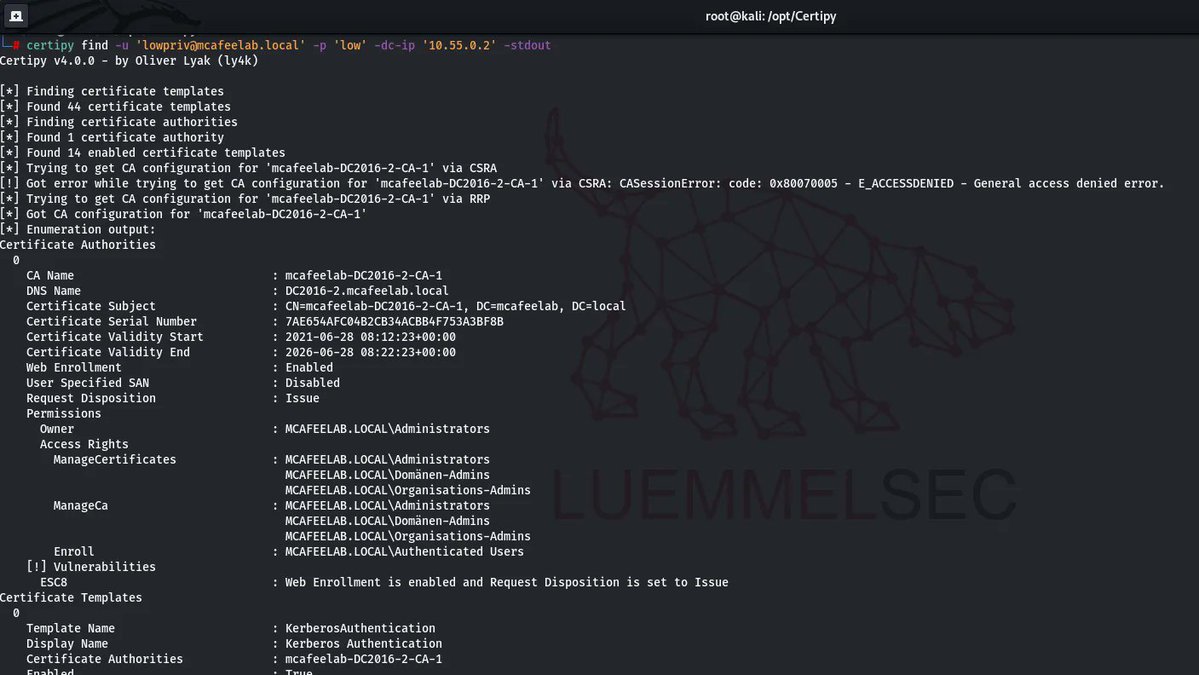 root@kali: /opt/Certipy
└─# certipy find -u 'lowpriv@mcafeelab.local' -p 'low' -dc-ip '10.55.0.2' -stdout
Certipy v4.0.0 - by Oliver Lyak (ly4k)
[*] Finding certificate templates
[*] Found 44 certificate templates
[*] Finding certificate authorities
[*] Found 1 certificate authority
[*] Found 14 enabled certificate templates
[*] Trying to get CA configuration for 'mcafeelab-DC2016-2-CA-1' via CSRA
[!] Got error while trying to get CA configuration for 'mcafeelab-DC2016-2-CA-1' via CSRA: CASessionError: code: 0x80070005 - E_ACCESSDENIED - General access denied error.
[*] Trying to get CA configuration for 'mcafeelab-DC2016-2-CA-1' via RRP
[*] Got CA configuration for 'mcafeelab-DC2016-2-CA-1'
[*] Enumeration output:
Certificate Authorities
0
CA Name : mcafeelab-DC2016-2-CA-1
DNS Name : DC2016-2.mcafeelab.local
Certificate Subject : CN=mcafeelab-DC2016-2-CA-1, DC=mcafeelab, DC=local
Certificate Serial Number : 7AE654AFC04B2CB34ACBB4F753A3BF8B
Certificate Validity Start : 2021-06-28 08:12:23+00:00
Certificate Validity End : 2026-06-28 08:22:23+00:00
Web Enrollment : Enabled
User Specified SAN : Disabled
Request Disposition : Issue
Permissions
Owner : MCAFEELAB.LOCAL\Administrators
Access Rights
ManageCertificates : MCAFEELAB.LOCAL\Administrators
MCAFEELAB.LOCAL\Domänen-Admins
MCAFEELAB.LOCAL\Organisations-Admins
ManageCa : MCAFEELAB.LOCAL\Administrators
MCAFEELAB.LOCAL\Domänen-Admins
MCAFEELAB.LOCAL\Organisations-Admins
Enroll : MCAFEELAB.LOCAL\Authenticated Users
[!] Vulnerabilities
ESC8 : Web Enrollment is enabled and Request Disposition is set to Issue
Certificate Templates
0
Template Name : KerberosAuthentication
Display Name : Kerberos Authentication
Certificate Authorities : mcafeelab-DC2016-2-CA-1
Enabled : True
LUEMMELSEC